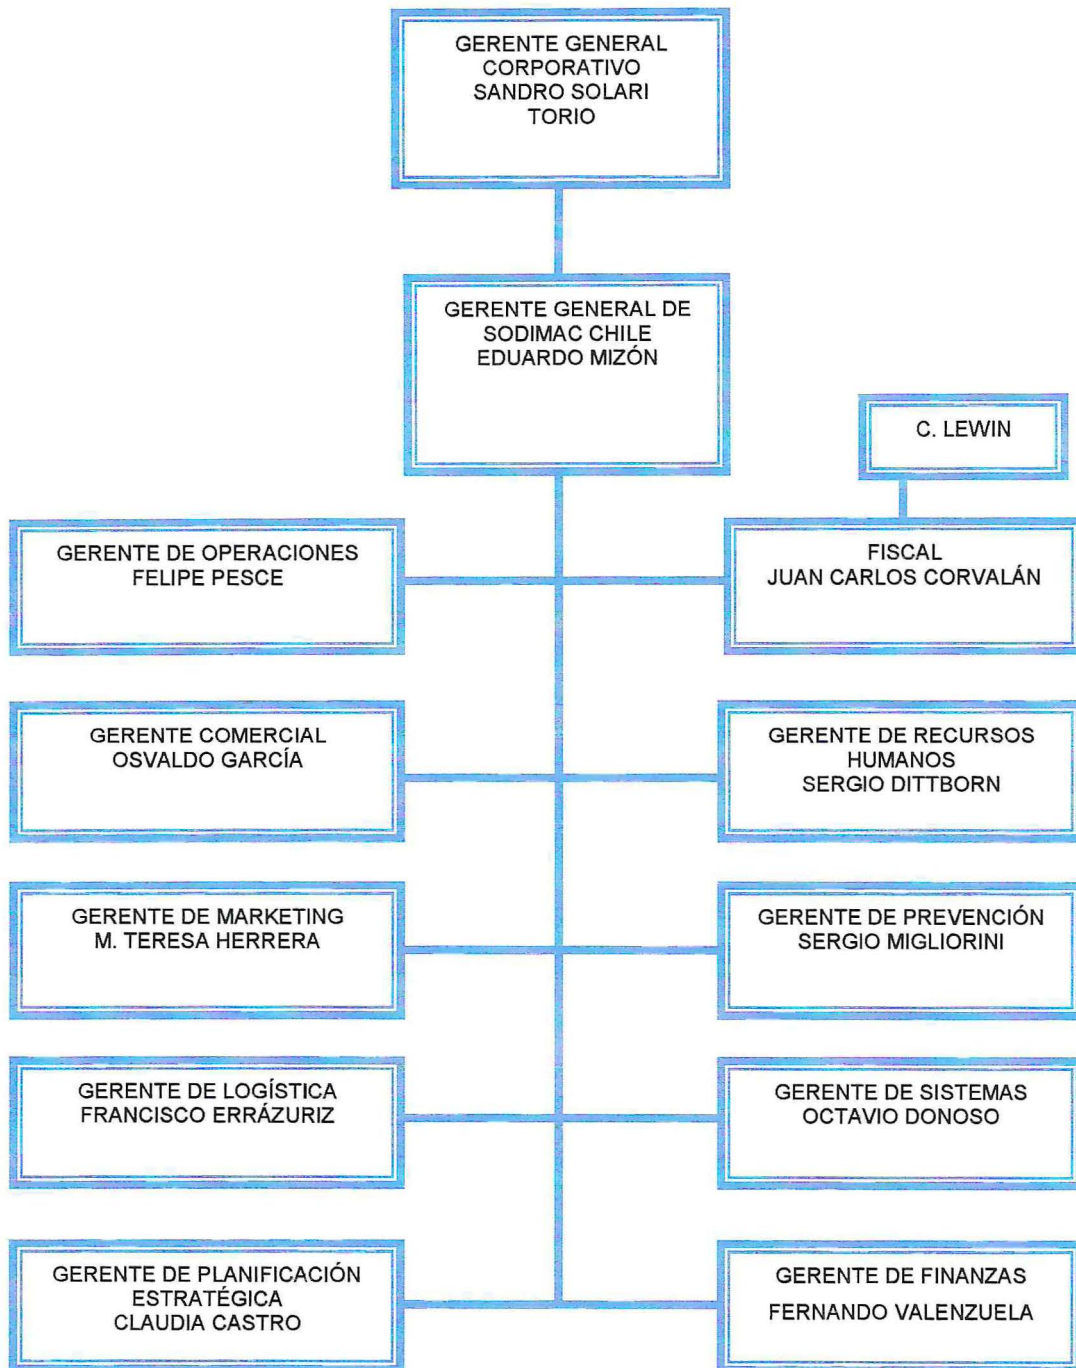 GERENTE GENERAL
CORPORATIVO
SANDRO SOLARI
TORIO
GERENTE GENERAL DE
SODIMAC CHILE
EDUARDO MIZÓN
C. LEWIN
GERENTE DE OPERACIONES
FELIPE PESCE
FISCAL
JUAN CARLOS CORVALÁN
GERENTE COMERCIAL
OSVALDO GARCÍA
GERENTE DE RECURSOS
HUMANOS
SERGIO DITTBORN
GERENTE DE MARKETING
M. TERESA HERRERA
GERENTE DE PREVENCIÓN
SERGIO MIGLIORINI
GERENTE DE LOGÍSTICA
FRANCISCO ERRÁZURIZ
GERENTE DE SISTEMAS
OCTAVIO DONOSO
GERENTE DE PLANIFICACIÓN
ESTRATÉGICA
CLAUDIA CASTRO
GERENTE DE FINANZAS
FERNANDO VALENZUELA